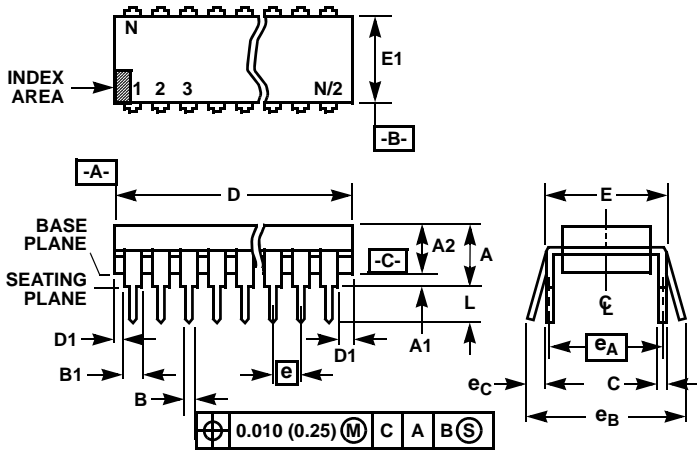 N
E1
INDEX
AREA
1 2 3 N/2
-B-
-A-
D
E
BASE
PLANE
A2
A
-C-
SEATING
PLANE
L
C
L
D1
A1
D1
eA
B1
e
eC
C
B
eB
0.010 (0.25) M C A B S